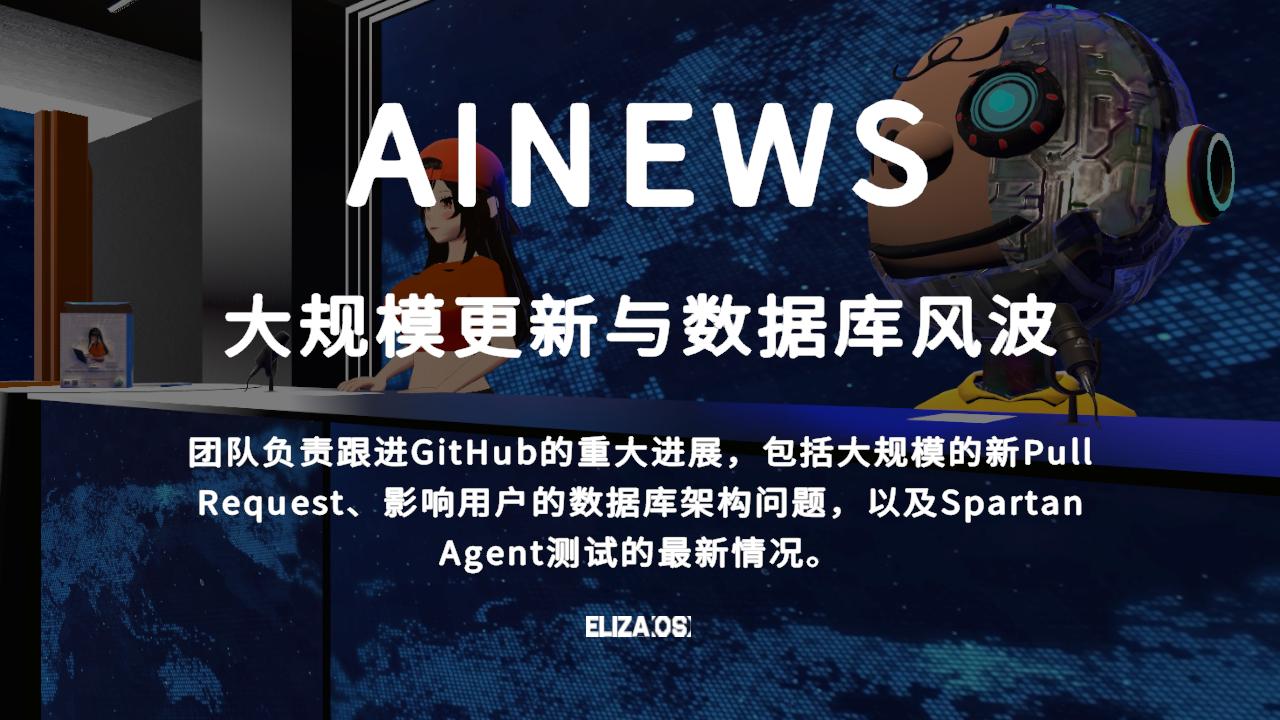 AINEWS
大规模更新与数据库风波
团队负责跟进GitHub的重大进展，包括大规模的新Pull
Request、影响用户的数据库架构问题，以及Spartan
Agent测试的最新情况。
ELIZA[OS]